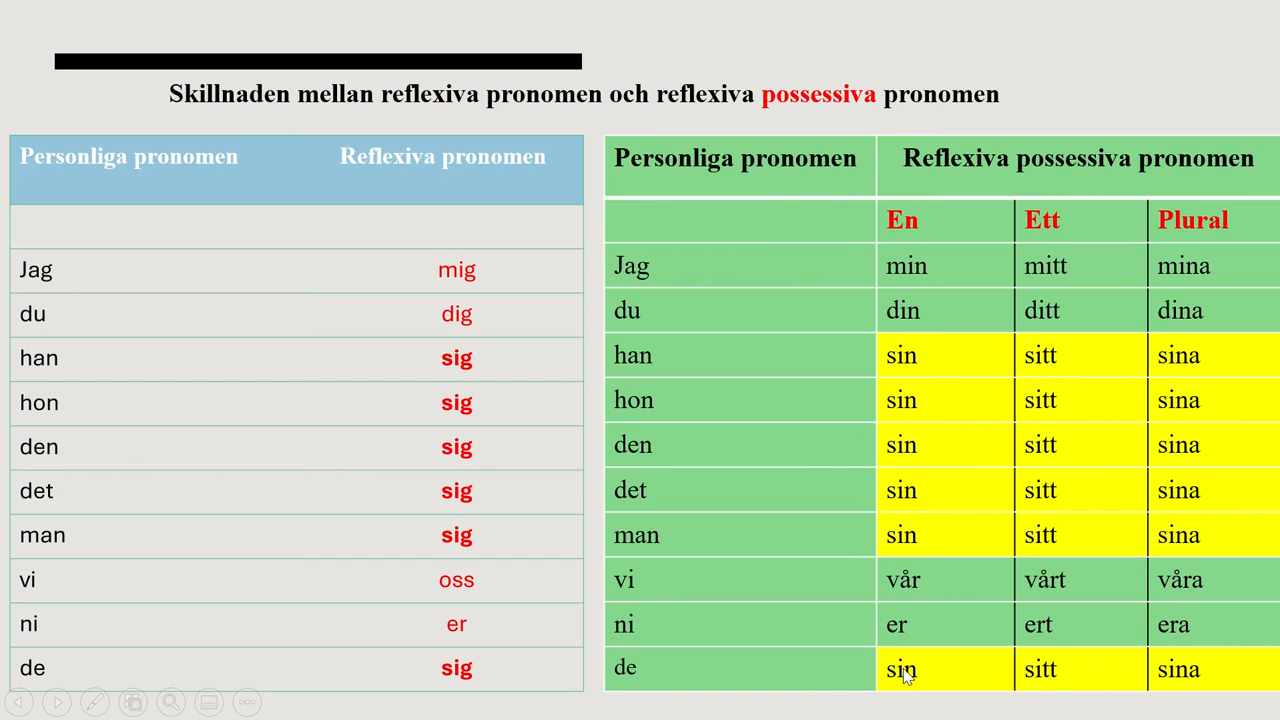 Skillnaden mellan reflexiva pronomen och reflexiva possessiva pronomen
Personliga pronomen Reflexiva pronomen
Jag mig
du dig
han sig
hon sig
den sig
det sig
man sig
vi oss
ni er
de sig
Personliga pronomen Reflexiva possessiva pronomen
En Ett Plural
Jag min mitt mina
du din ditt dina
han sin sitt sina
hon sin sitt sina
den sin sitt sina
det sin sitt sina
man sin sitt sina
vi vår vårt våra
ni er ert era
de sin sitt sina